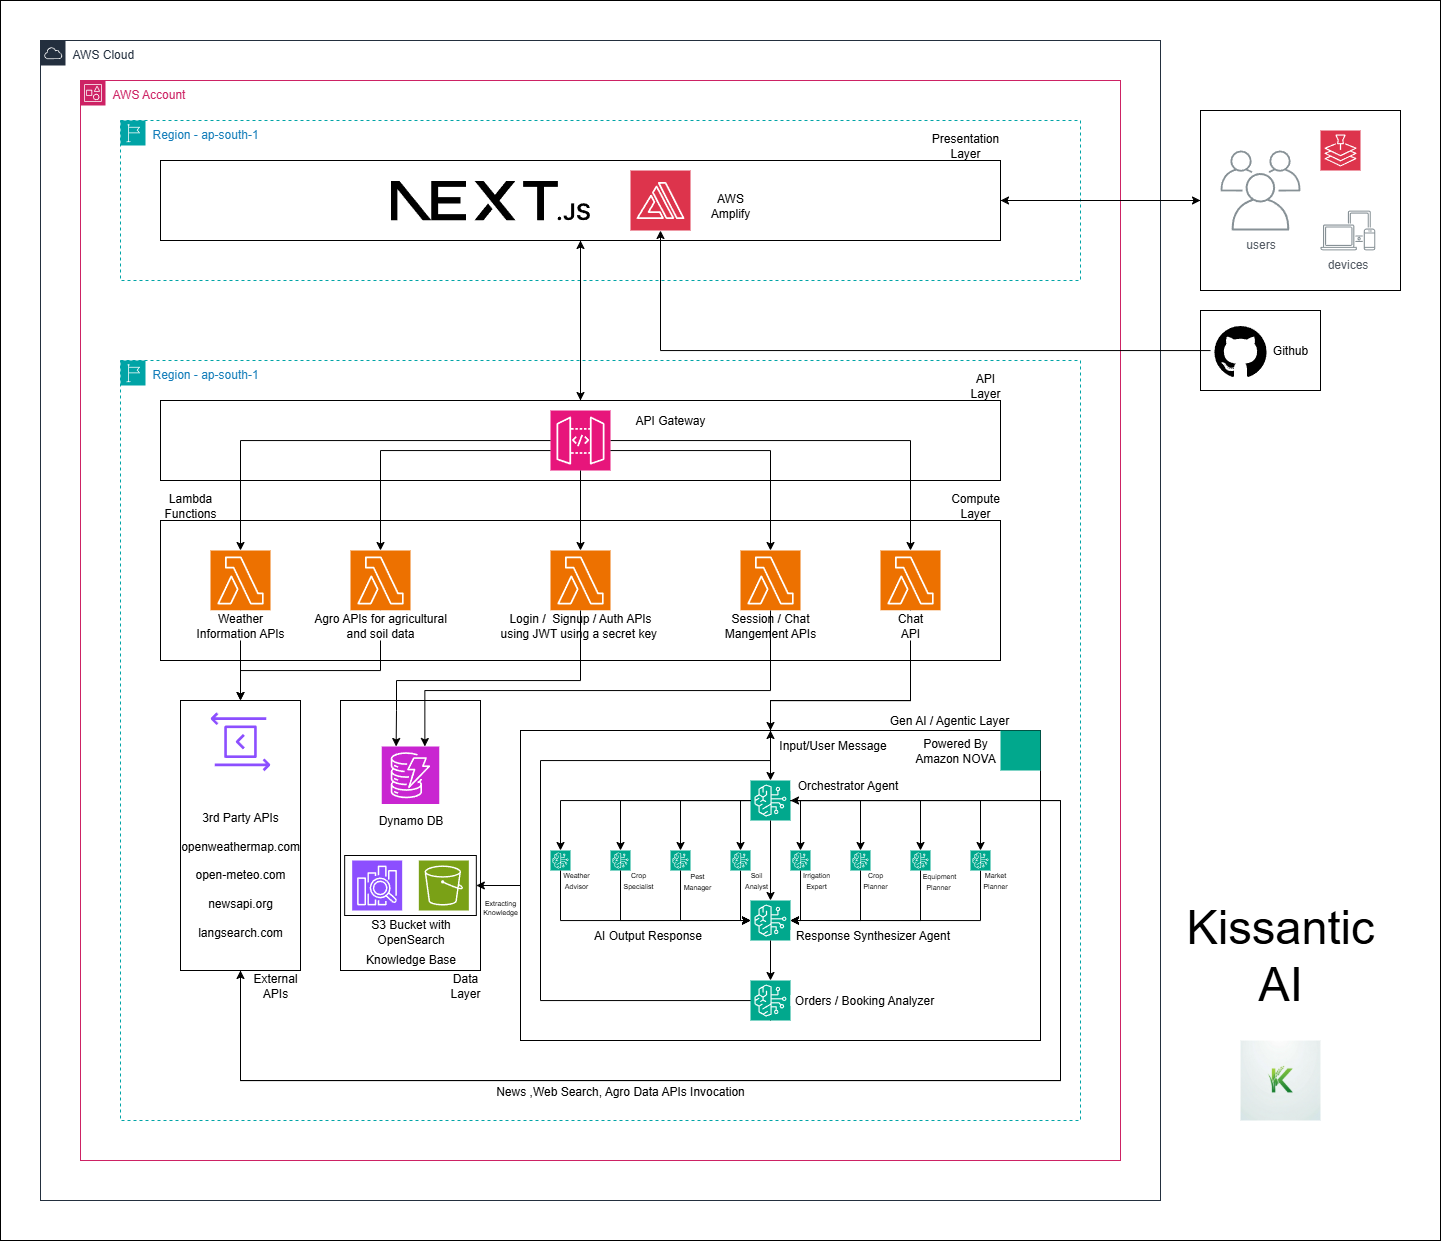 AWS Cloud
AWS Account
Region - ap-south-1
Presentation
Layer
NEXT.JS
AWS
Amplify
users
devices
Github
Region - ap-south-1
API
Layer
API Gateway
Lambda
Functions
Compute
Layer
Weather
Information APIs
Agro APIs for agricultural
and soil data
Login / Signup / Auth APIs
using JWT using a secret key
Session / Chat
Mangement APIs
Chat
API
Gen AI / Agentic Layer
Input/User Message
Powered By
Amazon NOVA
Orchestrator Agent
3rd Party APIs
openweathermap.com
open-meteo.com
newsapi.org
langsearch.com
External
APIs
Dynamo DB
S3 Bucket with
OpenSearch
Knowledge Base
Data
Layer
Extracting
Knowledge
Weather
Advisor
Crop
Specialist
Pest
Manager
Soil
Analyst
Irrigation
Expert
Crop
Planner
Equipment
Planner
Market
Planner
AI Output Response
Response Synthesizer Agent
Orders / Booking Analyzer
News ,Web Search, Agro Data APIs Invocation
Kissantic
AI
K